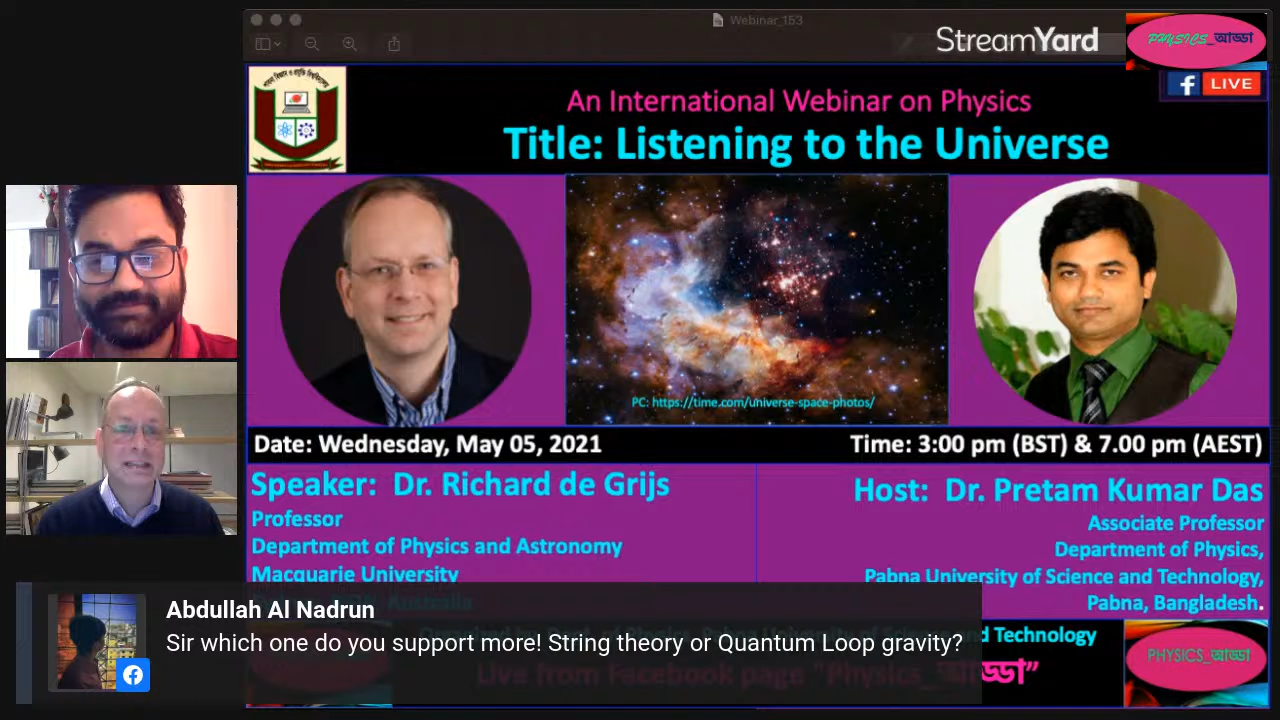 Webinar_153
StreamYard
PHYSICS_আড্ডা
LIVE
An International Webinar on Physics
Title: Listening to the Universe
PC: https://time.com/universe-space-photos/
Date: Wednesday, May 05, 2021
Time: 3:00 pm (BST) & 7.00 pm (AEST)
Speaker: Dr. Richard de Grijs
Professor
Department of Physics and Astronomy
Macquarie University
Australia
Host: Dr. Pretam Kumar Das
Associate Professor
Department of Physics,
Pabna University of Science and Technology,
Pabna, Bangladesh.
d Technology
PHYSICS_আড্ডা
Abdullah Al Nadrun
Sir which one do you support more! String theory or Quantum Loop gravity?